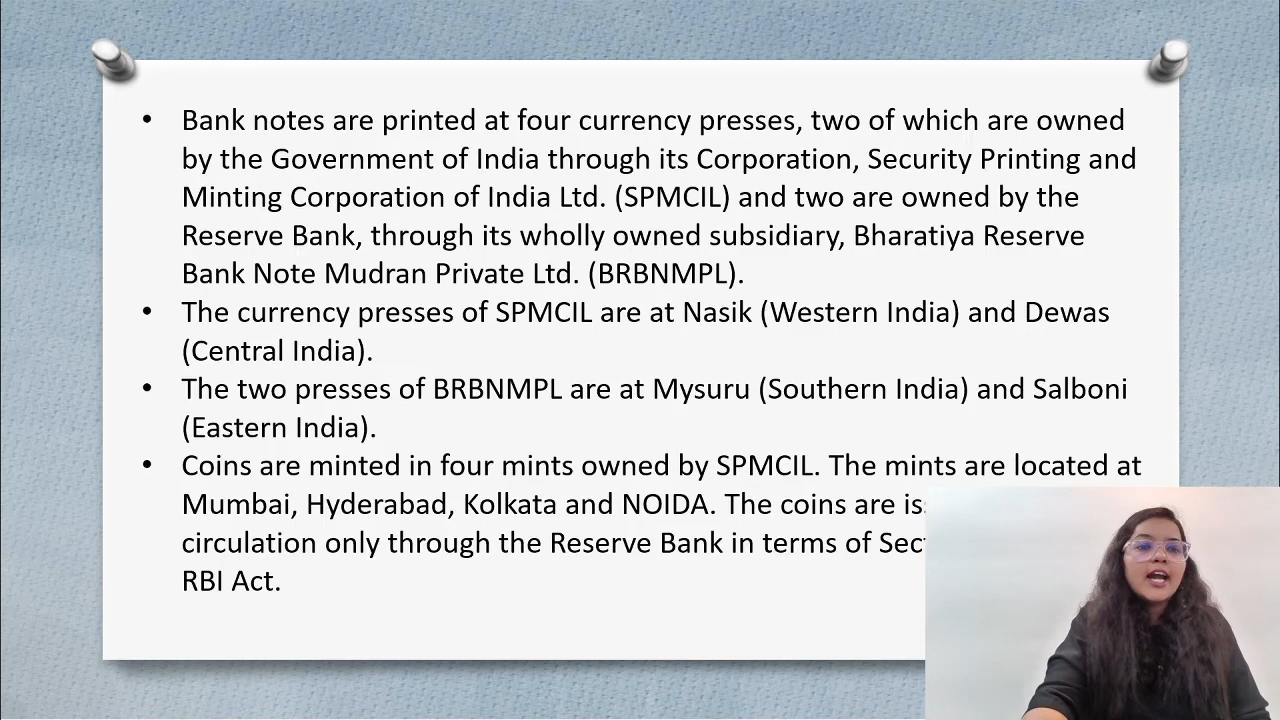 • Bank notes are printed at four currency presses, two of which are owned
by the Government of India through its Corporation, Security Printing and
Minting Corporation of India Ltd. (SPMCIL) and two are owned by the
Reserve Bank, through its wholly owned subsidiary, Bharatiya Reserve
Bank Note Mudran Private Ltd. (BRBNMPL).
• The currency presses of SPMCIL are at Nasik (Western India) and Dewas
(Central India).
• The two presses of BRBNMPL are at Mysuru (Southern India) and Salboni
(Eastern India).
• Coins are minted in four mints owned by SPMCIL. The mints are located at
Mumbai, Hyderabad, Kolkata and NOIDA. The coins are
circulation only through the Reserve Bank in terms of
RBI Act.